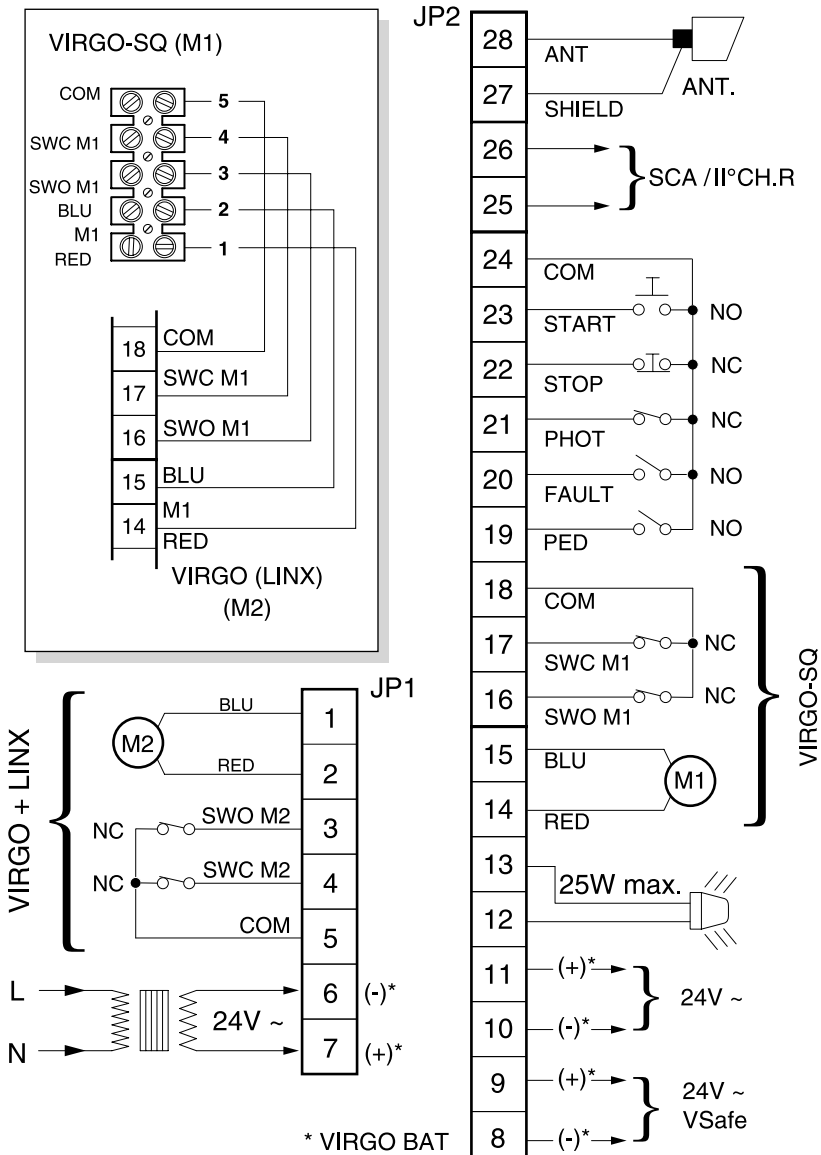 VIRGO-SQ (M1)
COM
5
SWC M1
4
SWO M1
3
BLU
2
M1
RED
1
18 COM
17 SWC M1
16 SWO M1
15 BLU
14 M1
RED
VIRGO (LINX)
(M2)
JP1
VIRGO + LINX
M2
BLU 1
RED 2
NC SWO M2 3
NC SWC M2 4
COM 5
L 24V ~ 6 (-)*
N 7 (+)*
* VIRGO BAT
JP2
28 ANT
ANT.
27 SHIELD
26
SCA /II°CH.R
25
24 COM
23 START NO
22 STOP NC
21 PHOT NC
20 FAULT NO
19 PED NO
18 COM
17 SWC M1 NC
16 SWO M1 NC
VIRGO-SQ
15 BLU
M1
14 RED
13
25W max.
12
11 (+)*
24V ~
10 (-)*
9 (+)*
24V ~
VSafe
8 (-)*